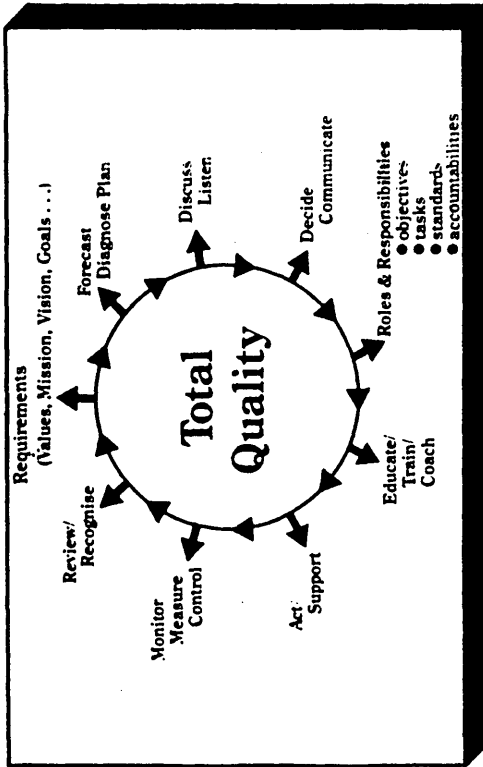 Requirements
(Values, Mission, Vision, Goals . . .)
Forecast
Diagnose Plan
Discuss
Listen
Decide
Communicate
Roles & Responsibilities
● objectives
● tasks
● standards
● accountabilities
Educate/
Train/
Coach
Act/
Support
Monitor
Measure
Control
Review/
Recognise
Total
Quality